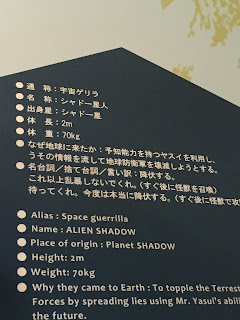 ● 通　称：宇宙ゲリラ
● 名　称：シャドー星人
● 出身星：シャドー星
● 体　長：2m
● 体　重：70kg
● なぜ地球に来たか：予知能力を持つヤスイを利用し、
うその情報を流して地球防衛軍を壊滅しようとする。
● 名台詞／捨て台詞／言い訳：降伏する。
これ以上乱暴しないでくれ。（すぐ後に怪獣を召喚）
待ってくれ。今度は本当に降伏する。（すぐ後に怪獣で攻
● Alias : Space guerrilla
● Name : ALIEN SHADOW
● Place of origin : Planet SHADOW
● Height: 2m
● Weight: 70kg
● Why they came to Earth : To topple the Terrest
Forces by spreading lies using Mr. Yasui's abil
the future.